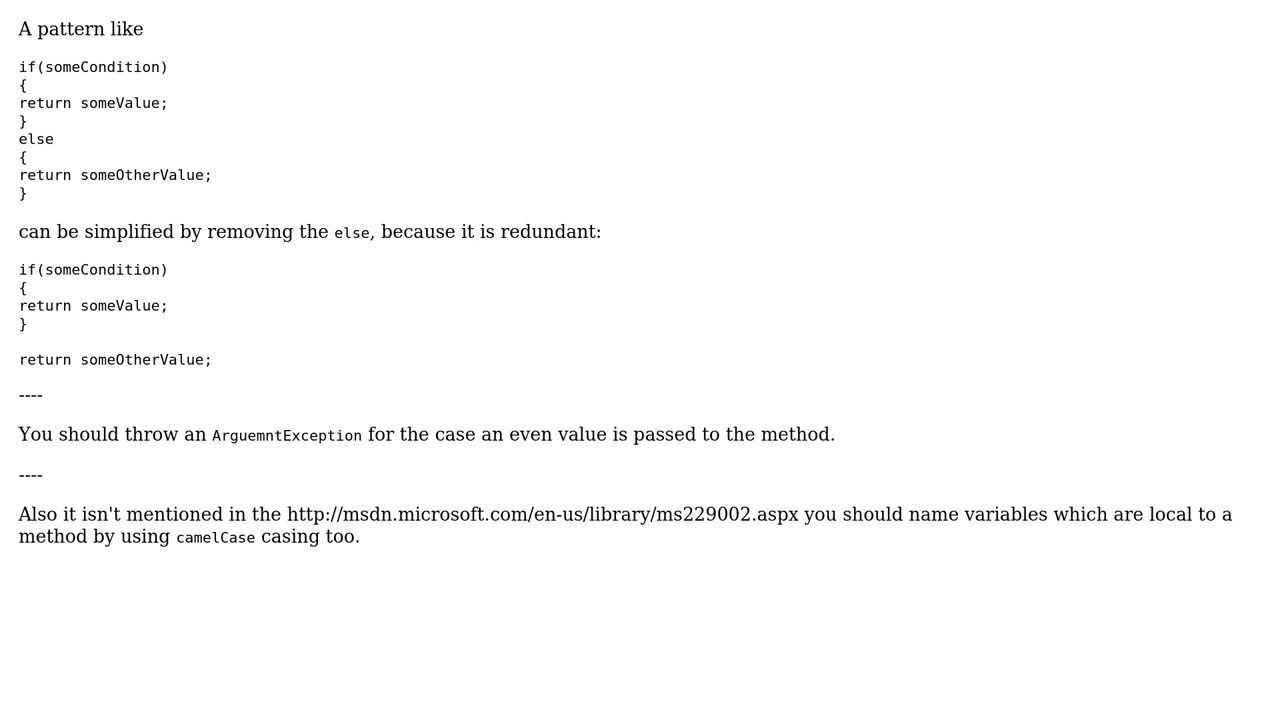 A pattern like
if(someCondition)
{
return someValue;
}
else
{
return someOtherValue;
}
can be simplified by removing the else, because it is redundant:
if(someCondition)
{
return someValue;
}
return someOtherValue;
----
You should throw an ArguemntException for the case an even value is passed to the method.
----
Also it isn't mentioned in the http://msdn.microsoft.com/en-us/library/ms229002.aspx you should name variables which are local to a
method by using camelCase casing too.